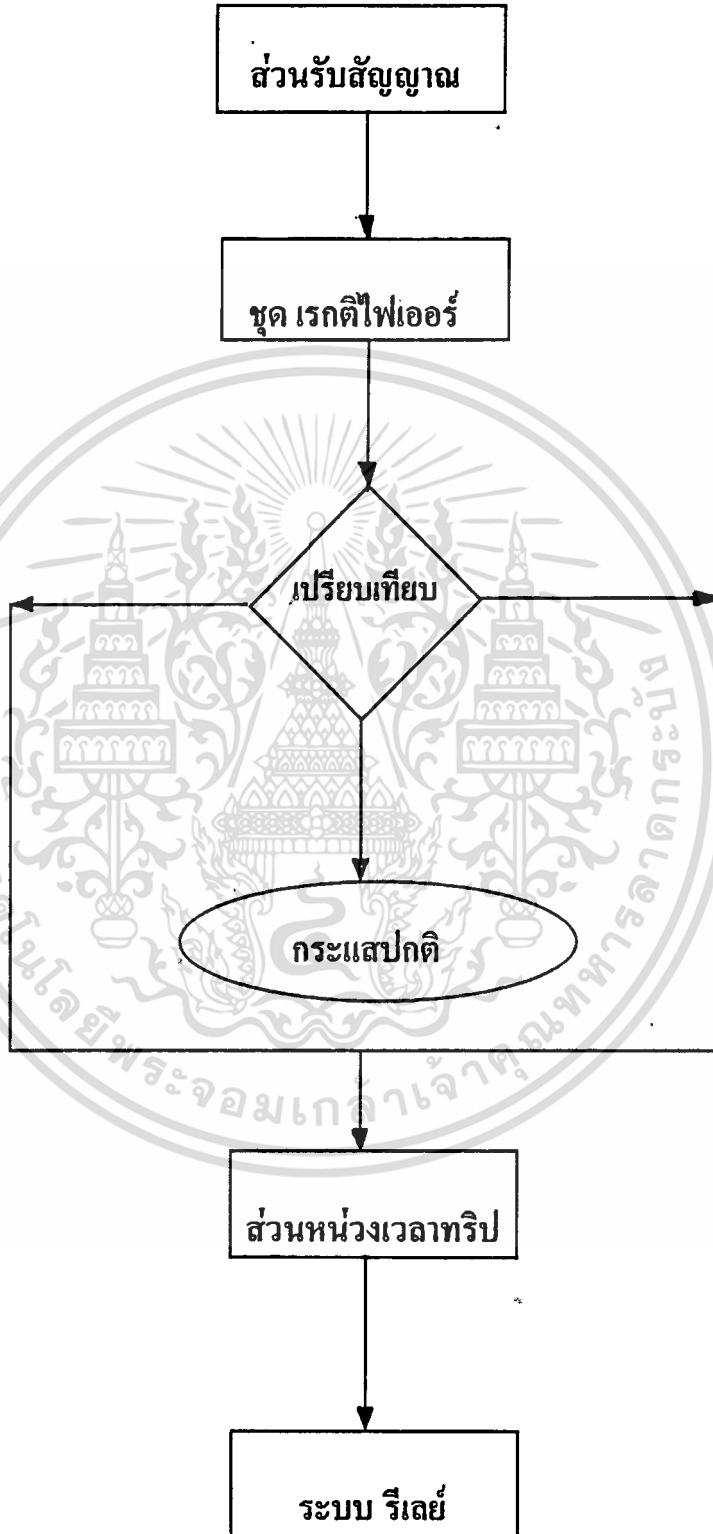 ส่วนรับสัญญาณ
ชุด เรกติไฟเออร์
เปรียบเทียบ
กระแสปกติ
ส่วนหน่วงเวลาทริป
ระบบ รีเลย์